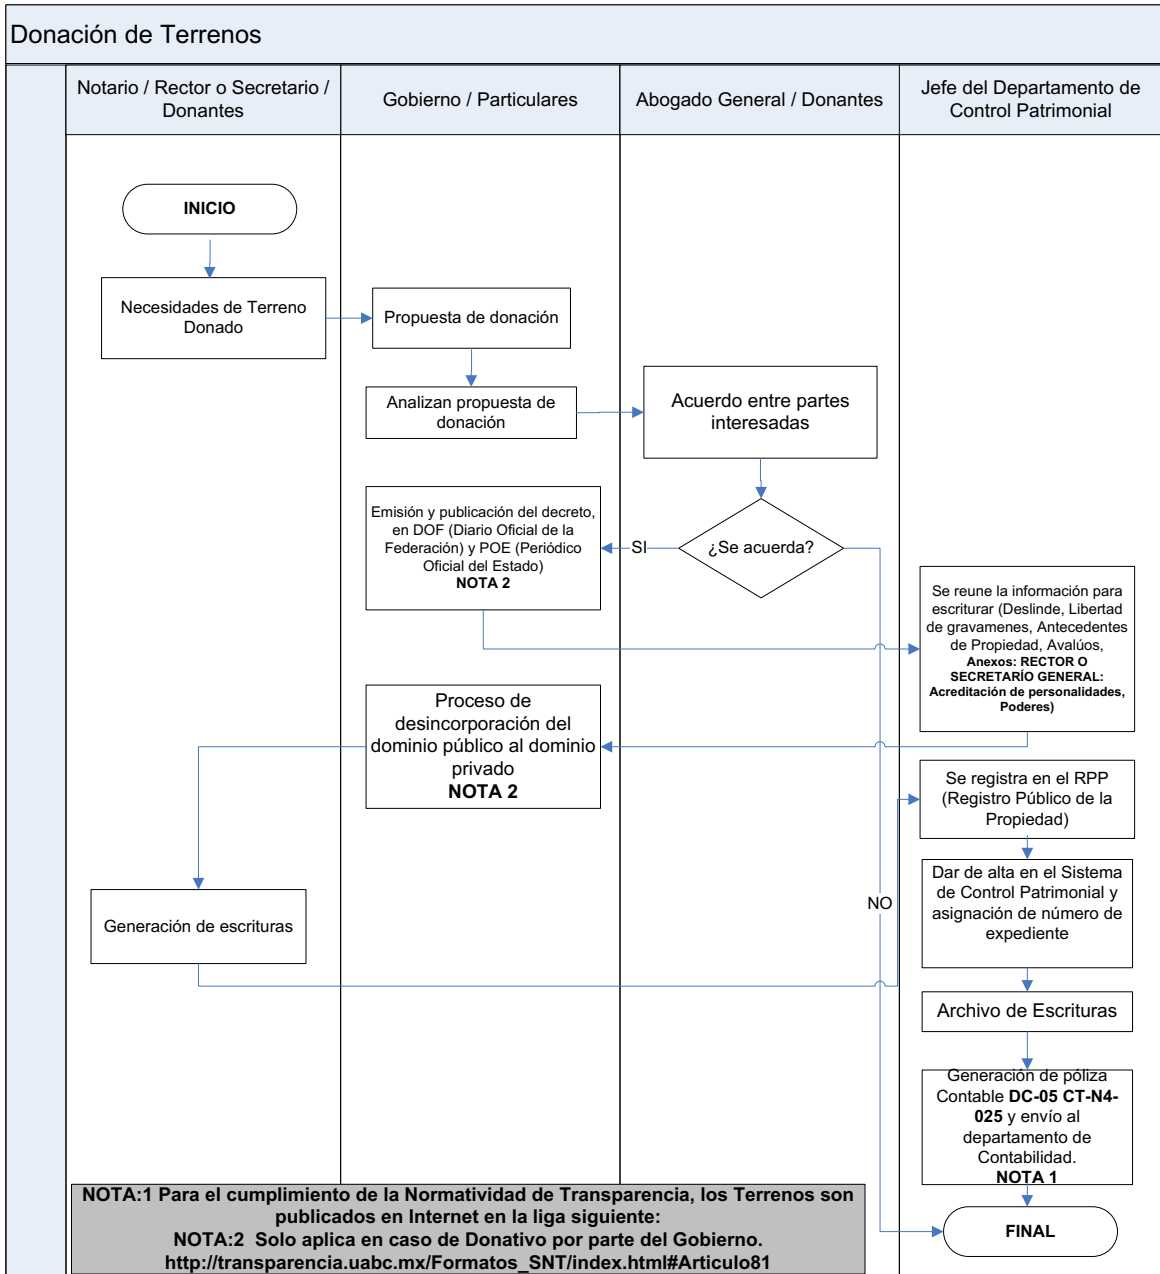 Donación de Terrenos
Notario / Rector o Secretario /
Donantes
Gobierno / Particulares
Abogado General / Donantes
Jefe del Departamento de
Control Patrimonial
INICIO
Necesidades de Terreno
Donado
Propuesta de donación
Analizan propuesta de
donación
Acuerdo entre partes
interesadas
¿Se acuerda?
SI
NO
Emisión y publicación del decreto,
en DOF (Diario Oficial de la
Federación) y POE (Periódico
Oficial del Estado)
NOTA 2
Se reune la información para
escriturar (Deslinde, Libertad
de gravamenes, Antecedentes
de Propiedad, Avalúos,
Anexos: RECTOR O
SECRETARÍO GENERAL:
Acreditación de personalidades,
Poderes)
Proceso de
desincorporación del
dominio público al dominio
privado
NOTA 2
Generación de escrituras
Se registra en el RPP
(Registro Público de la
Propiedad)
Dar de alta en el Sistema
de Control Patrimonial y
asignación de número de
expediente
Archivo de Escrituras
Generación de póliza
Contable DC-05 CT-N4-
025 y envío al
departamento de
Contabilidad.
NOTA 1
FINAL
NOTA:1 Para el cumplimiento de la Normatividad de Transparencia, los Terrenos son
publicados en Internet en la liga siguiente:
NOTA:2 Solo aplica en caso de Donativo por parte del Gobierno.
http://transparencia.uabc.mx/Formatos_SNT/index.html#Articulo81